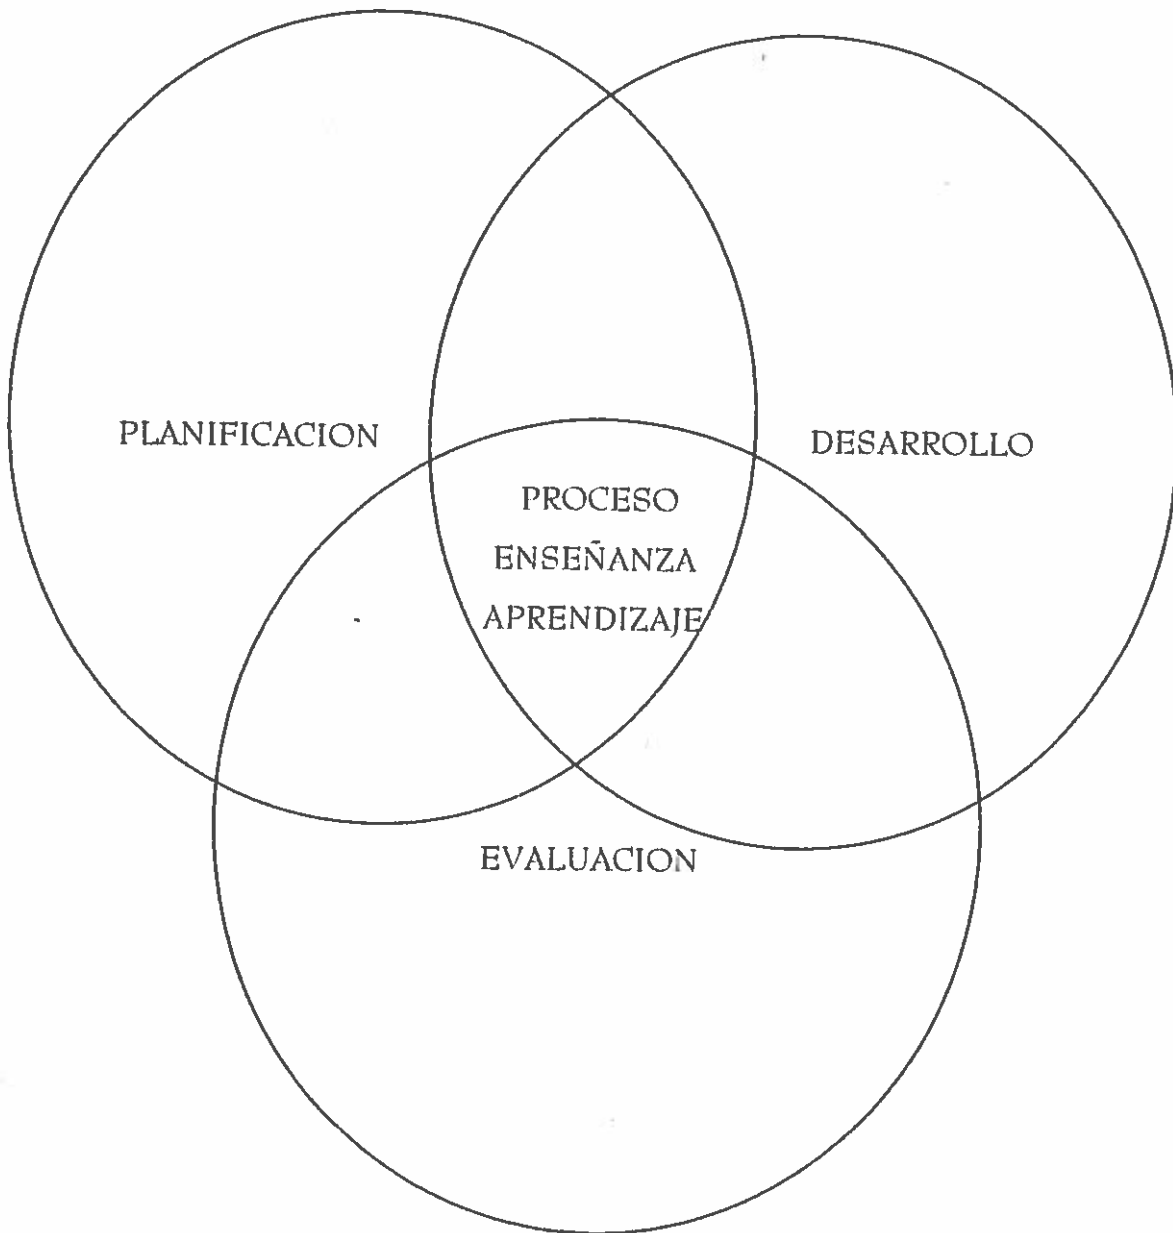 PLANIFICACION
DESARROLLO
PROCESO
ENSEÑANZA
APRENDIZAJE
EVALUACION